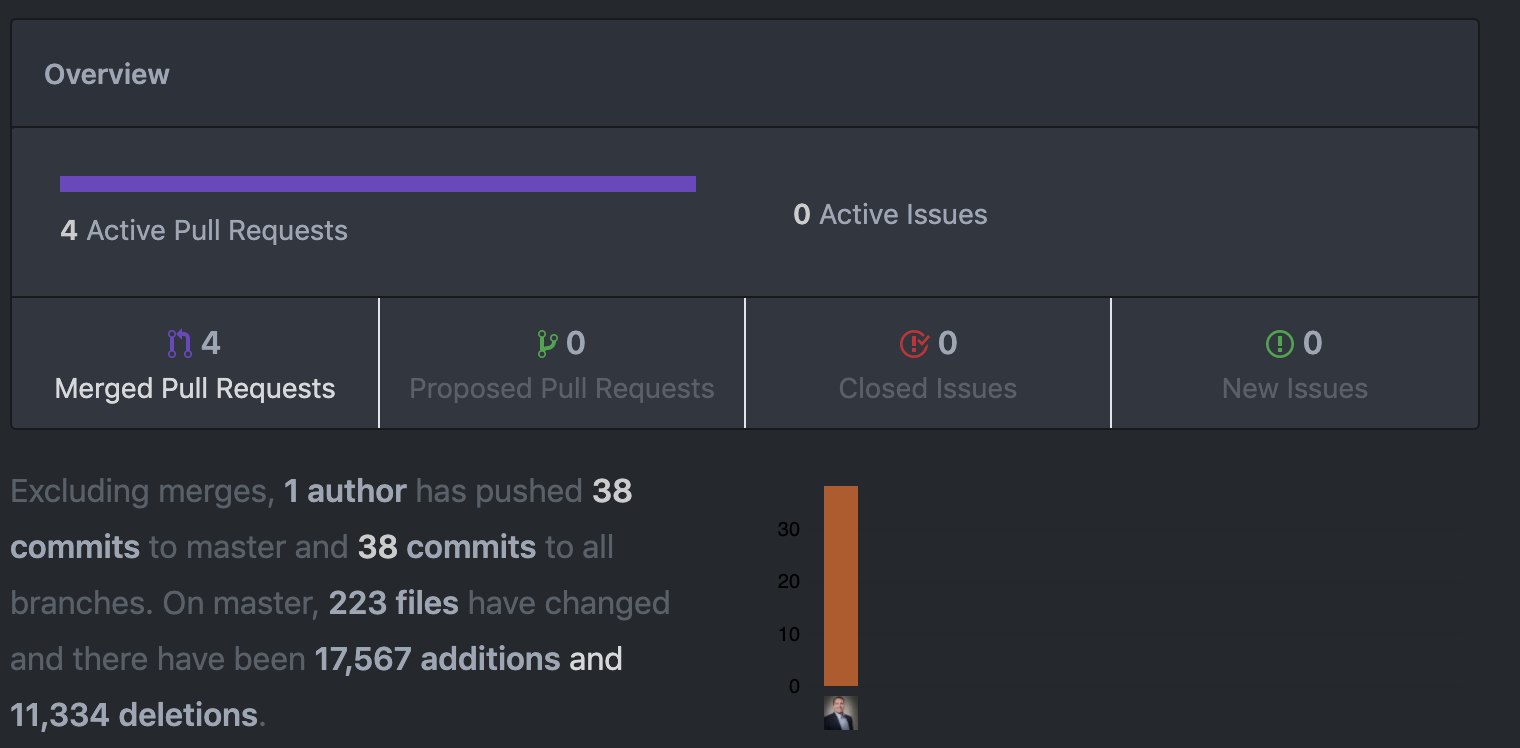 Overview
4 Active Pull Requests
0 Active Issues
4
Merged Pull Requests
0
Proposed Pull Requests
0
Closed Issues
0
New Issues
Excluding merges, 1 author has pushed 38
commits to master and 38 commits to all
branches. On master, 223 files have changed
and there have been 17,567 additions and
11,334 deletions.
30
20
10
0